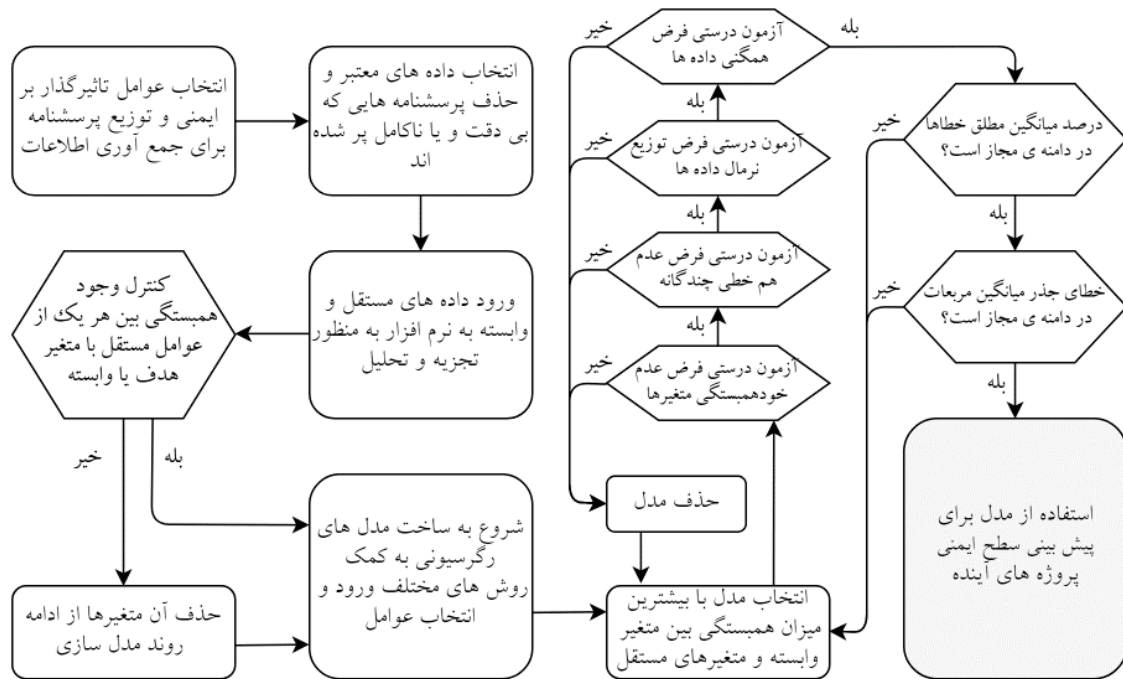 انتخاب عوامل تاثیرگذار بر
ایمنی و توزیع پرسشنامه
برای جمع آوری اطلاعات
انتخاب داده های معتبر و
حذف پرسشنامه هایی که
بی دقت و یا ناکامل پر شده
اند
ورود داده های مستقل و
وابسته به نرم افزار به منظور
تجزیه و تحلیل
کنترل وجود
همبستگی بین هر یک از
عوامل مستقل با متغیر
هدف یا وابسته
خیر
بله
حذف آن متغیرها از ادامه
روند مدل سازی
شروع به ساخت مدل های
رگرسیونی به کمک
روش های مختلف ورود و
انتخاب عوامل
انتخاب مدل با بیشترین
میزان همبستگی بین متغیر
وابسته و متغیرهای مستقل
حذف مدل
آزمون درستی فرض عدم
خودهمبستگی متغیرها
خیر
بله
آزمون درستی فرض عدم
هم خطی چندگانه
خیر
بله
آزمون درستی فرض توزیع
نرمال داده ها
خیر
بله
آزمون درستی فرض
همگنی داده ها
خیر
بله
درصد میانگین مطلق خطاها
در دامنه ی مجاز است؟
خیر
بله
خطای جذر میانگین مربعات
در دامنه ی مجاز است؟
خیر
بله
استفاده از مدل برای
پیش بینی سطح ایمنی
پروژه های آینده